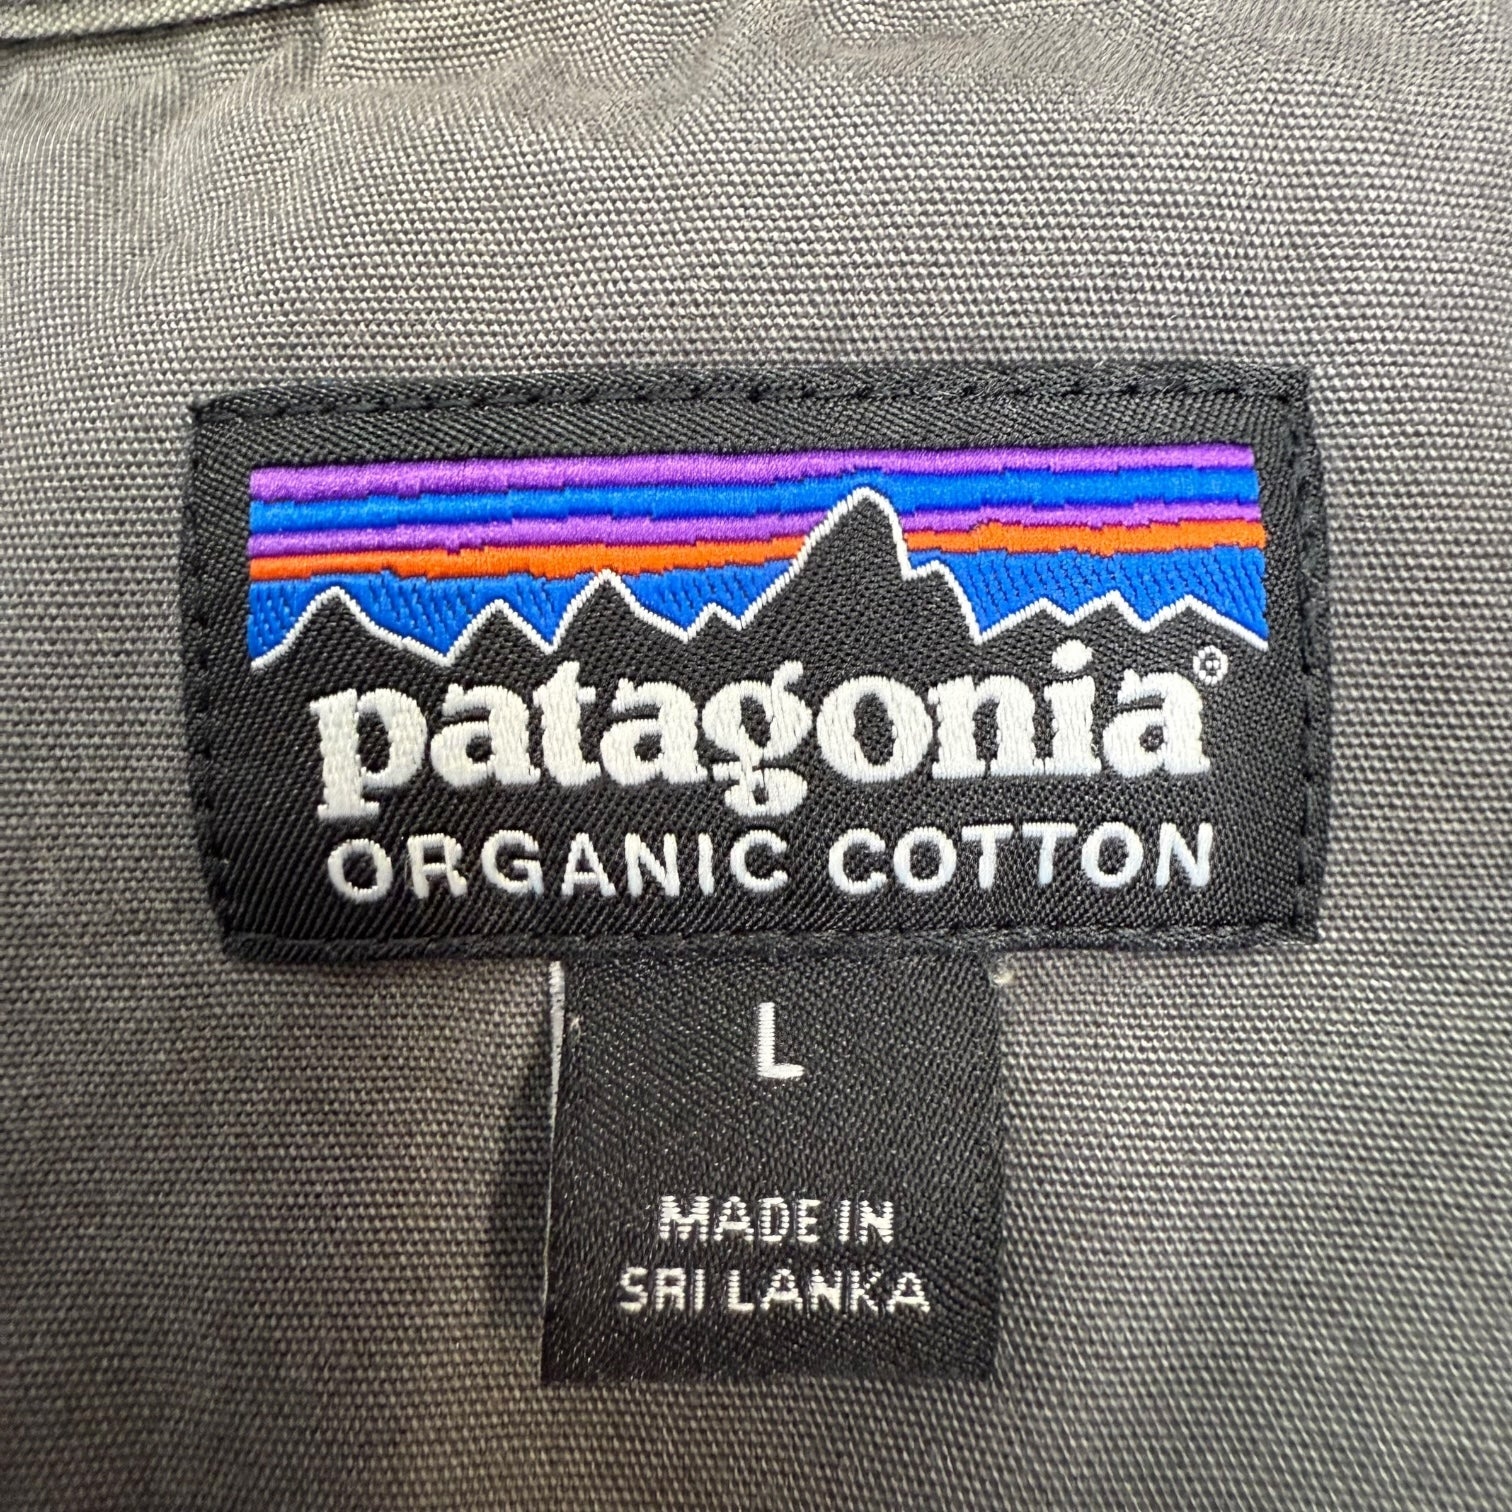 patagonia®
ORGANIC COTTON
L
MADE IN
SRI LANKA